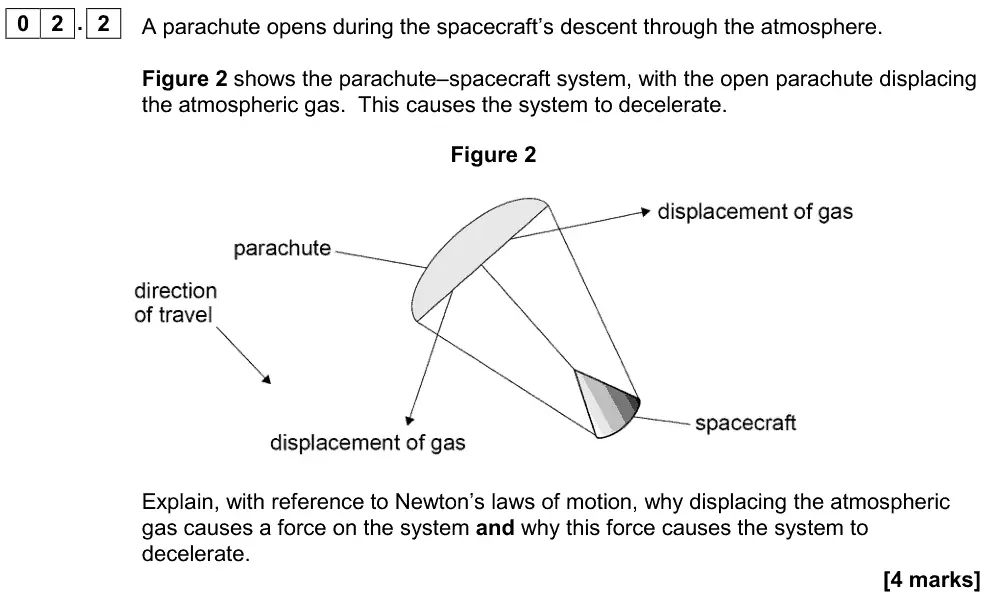 0 2 . 2 A parachute opens during the spacecraft’s descent through the atmosphere.
Figure 2 shows the parachute–spacecraft system, with the open parachute displacing
the atmospheric gas. This causes the system to decelerate.
Figure 2
displacement of gas
parachute
direction
of travel
spacecraft
displacement of gas
Explain, with reference to Newton’s laws of motion, why displacing the atmospheric
gas causes a force on the system and why this force causes the system to
decelerate.
[4 marks]